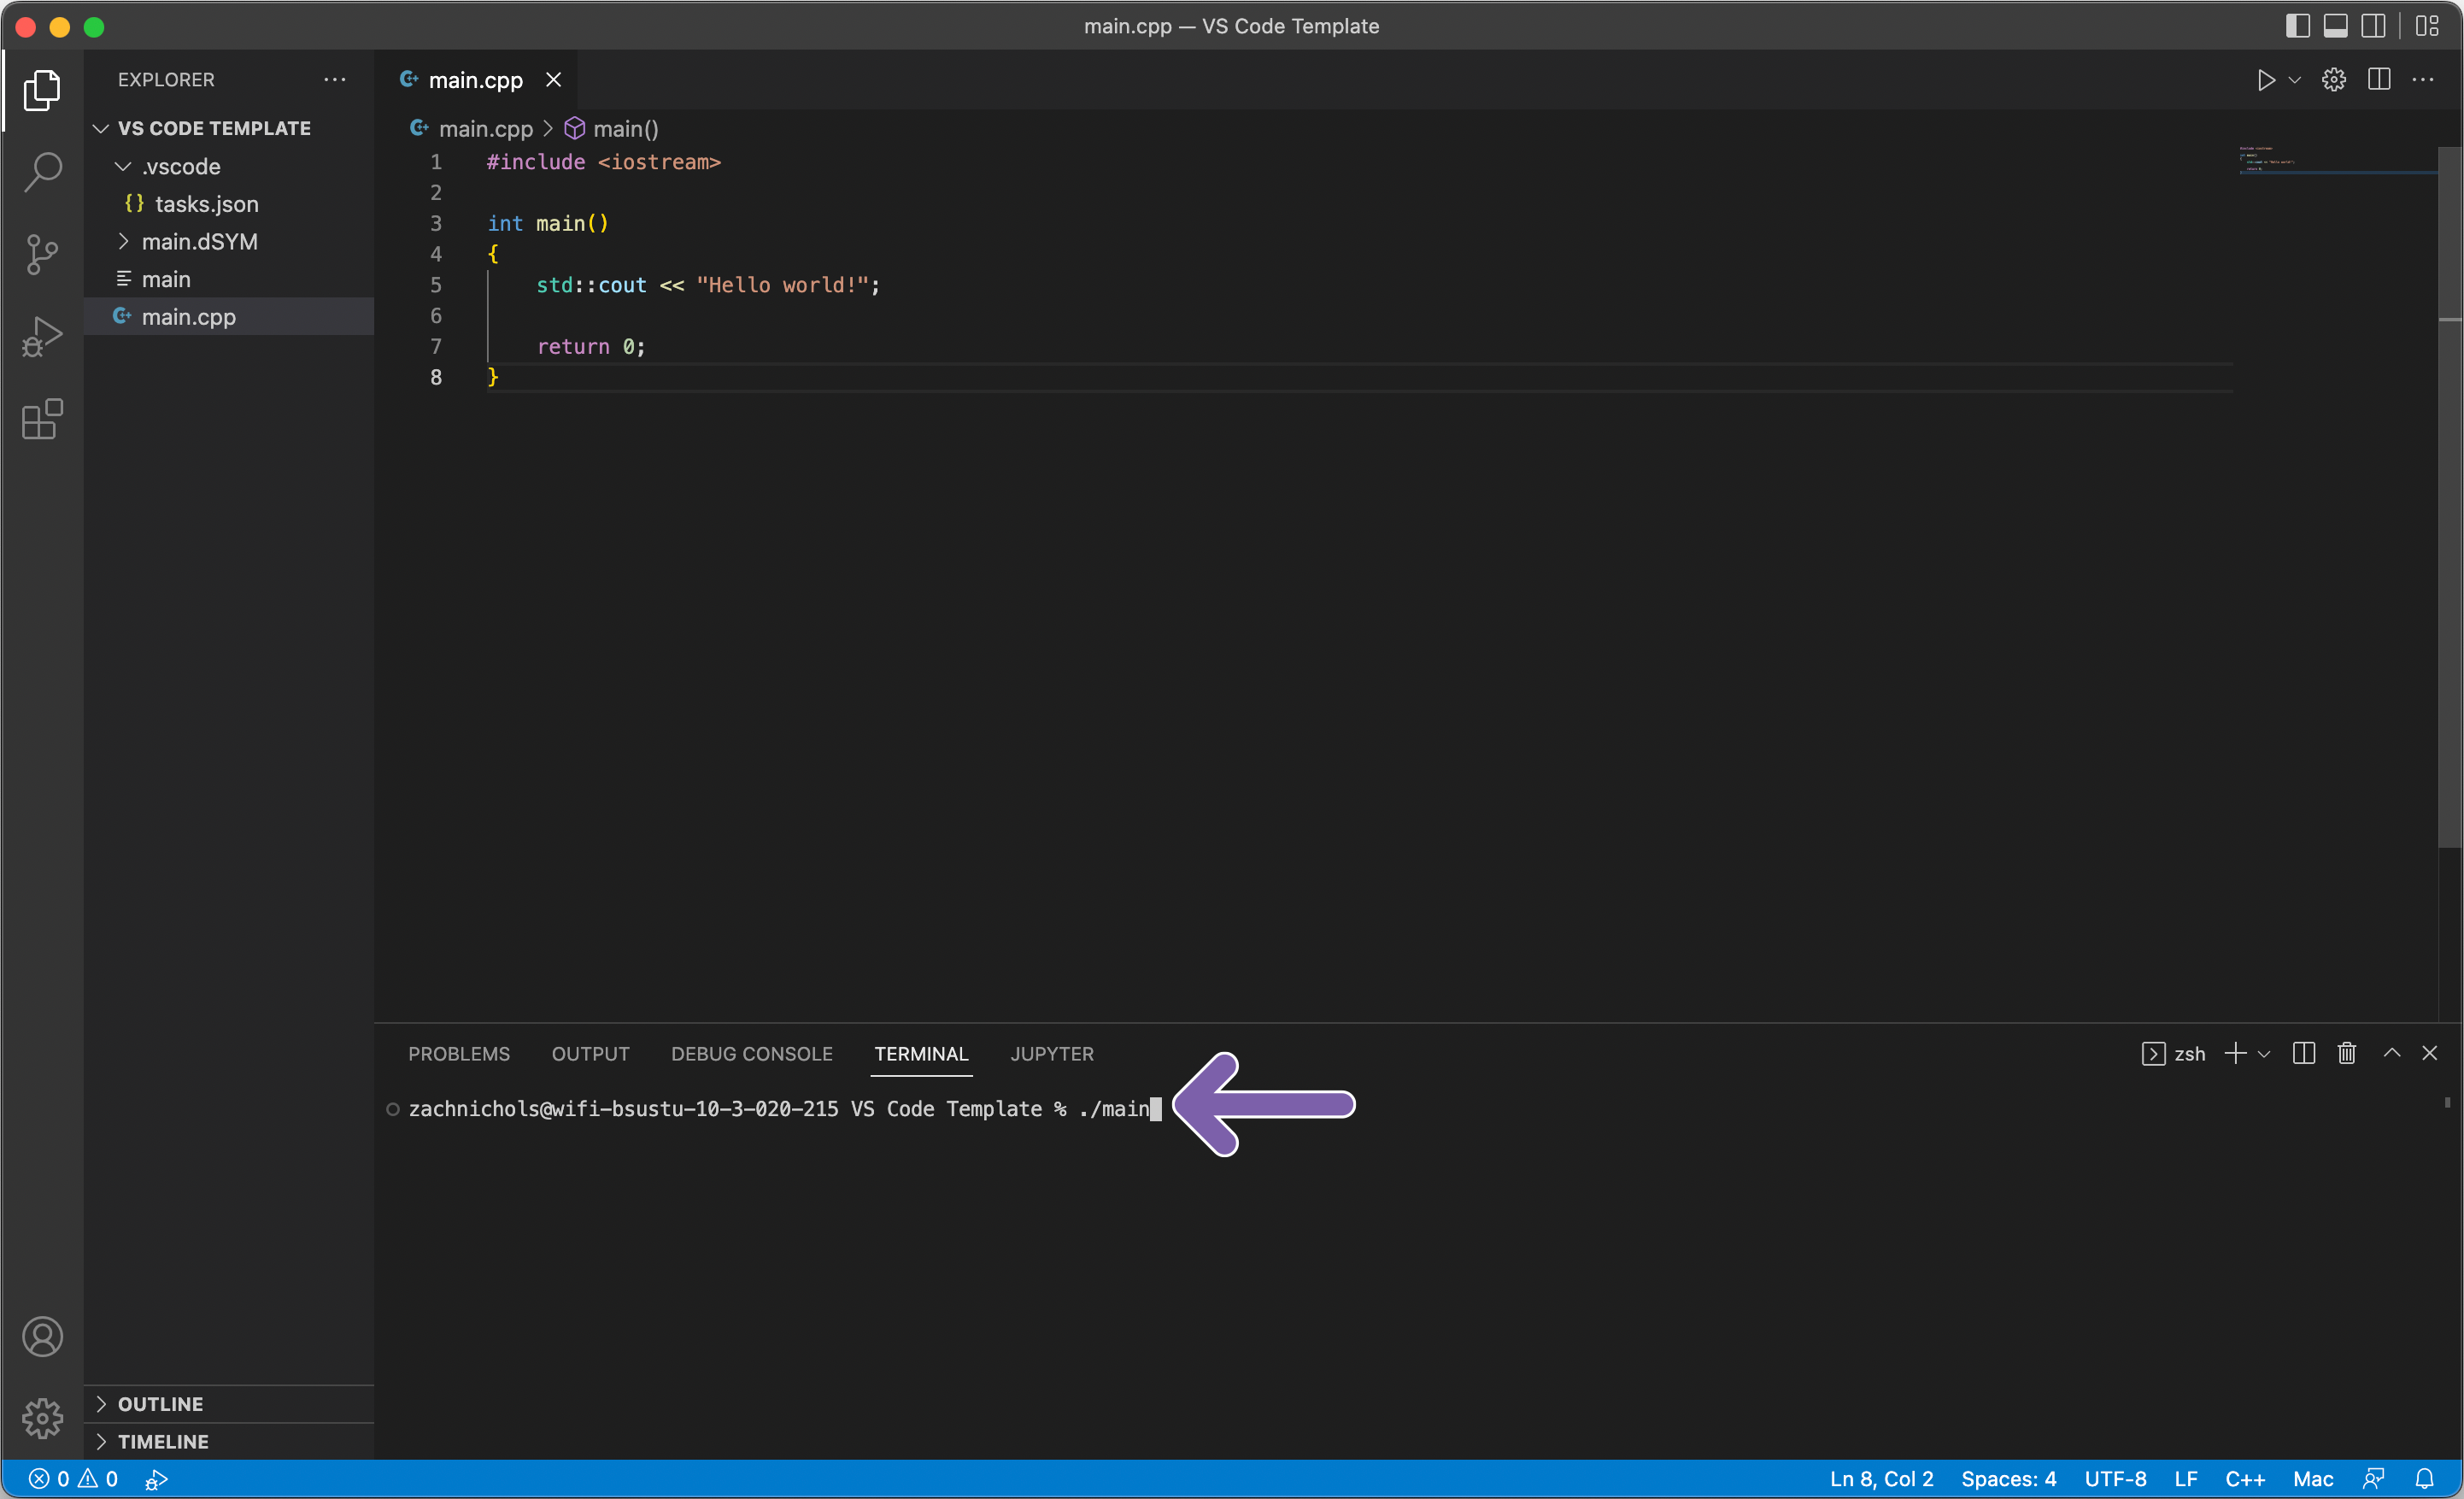 main.cpp — VS Code Template
EXPLORER
VS CODE TEMPLATE
.vscode
{} tasks.json
main.dSYM
main
main.cpp
OUTLINE
TIMELINE
main.cpp
main.cpp > main()
1 #include <iostream>
2
3 int main()
4 {
5 std::cout << "Hello world!";
6
7 return 0;
8 }
PROBLEMS OUTPUT DEBUG CONSOLE TERMINAL JUPYTER
zsh
zachnichols@wifi-bsustu-10-3-020-215 VS Code Template % ./main
0 0
Ln 8, Col 2 Spaces: 4 UTF-8 LF C++ Mac